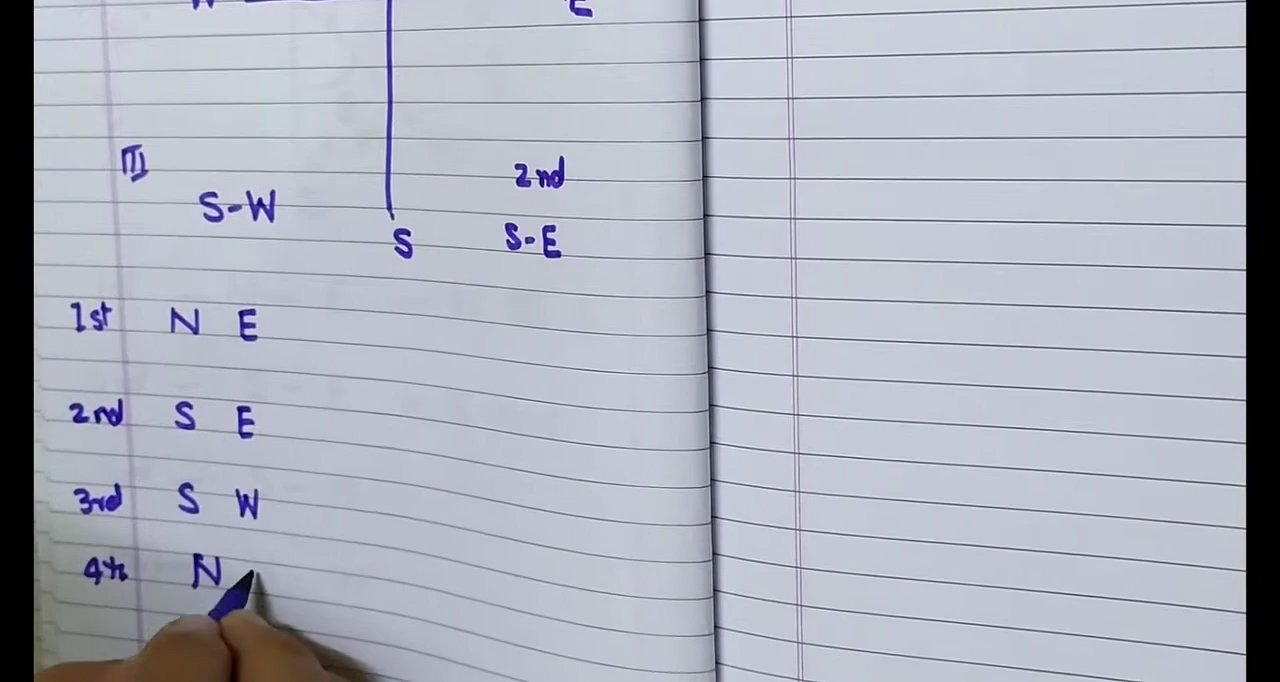 W E
III 2nd
S-W
S S-E
1st N E
2nd S E
3rd S W
4th N